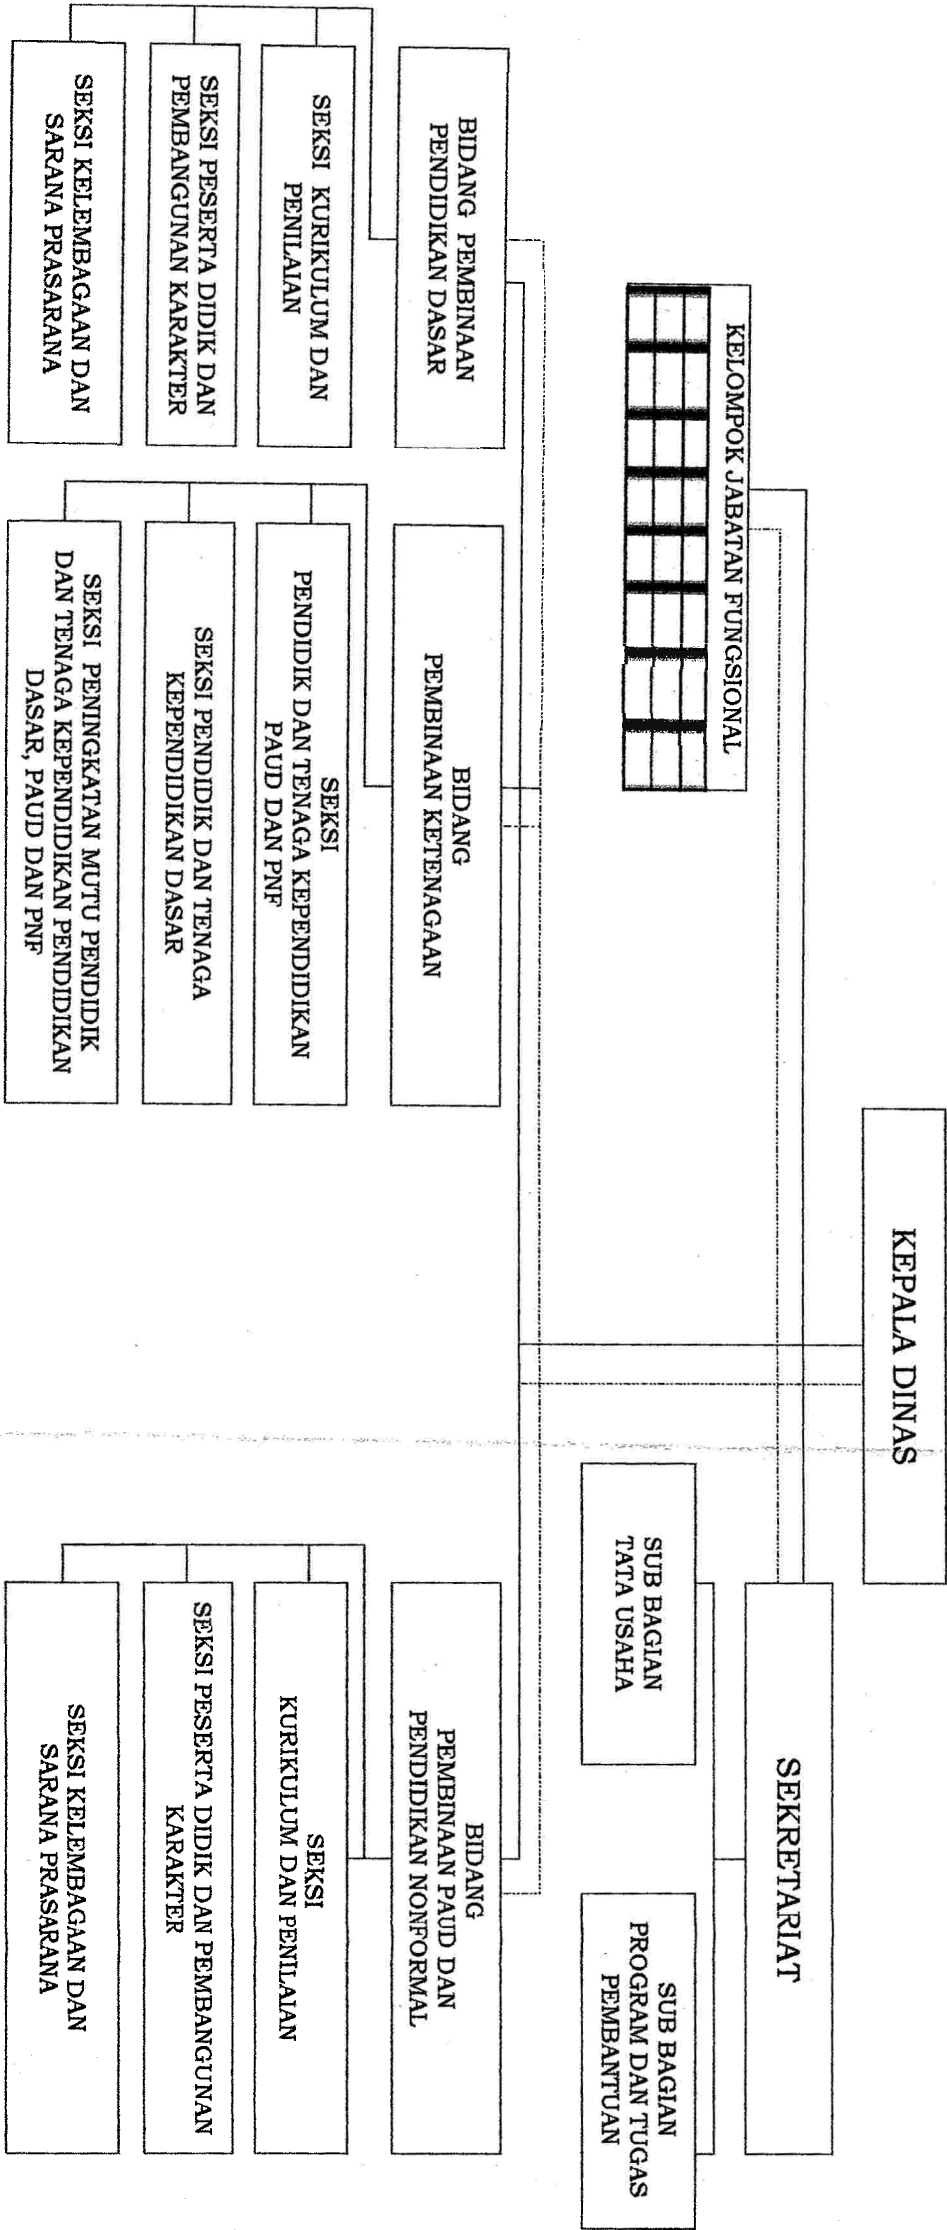 KEPALA DINAS
SEKRETARIAT
KELOMPOK JABATAN FUNGSIONAL
SUB BAGIAN
TATA USAHA
SUB BAGIAN
PROGRAM DAN TUGAS
PEMBANTUAN
BIDANG PEMBINAAN
PENDIDIKAN DASAR
SEKSI KURIKULUM DAN
PENILAIAN
SEKSI PESERTA DIDIK DAN
PEMBANGUNAN KARAKTER
SEKSI KELEMBAGAAN DAN
SARANA PRASARANA
BIDANG
PEMBINAAN KETENAGAAN
SEKSI
PENDIDIK DAN TENAGA KEPENDIDIKAN
PAUD DAN PNF
SEKSI PENDIDIK DAN TENAGA
KEPENDIDIKAN DASAR
SEKSI PENINGKATAN MUTU PENDIDIK
DAN TENAGA KEPENDIDIKAN PENDIDIKAN
DASAR, PAUD DAN PNF
BIDANG
PEMBINAAN PAUD DAN
PENDIDIKAN NONFORMAL
SEKSI
KURIKULUM DAN PENILAIAN
SEKSI PESERTA DIDIK DAN PEMBANGUNAN
KARAKTER
SEKSI KELEMBAGAAN DAN
SARANA PRASARANA